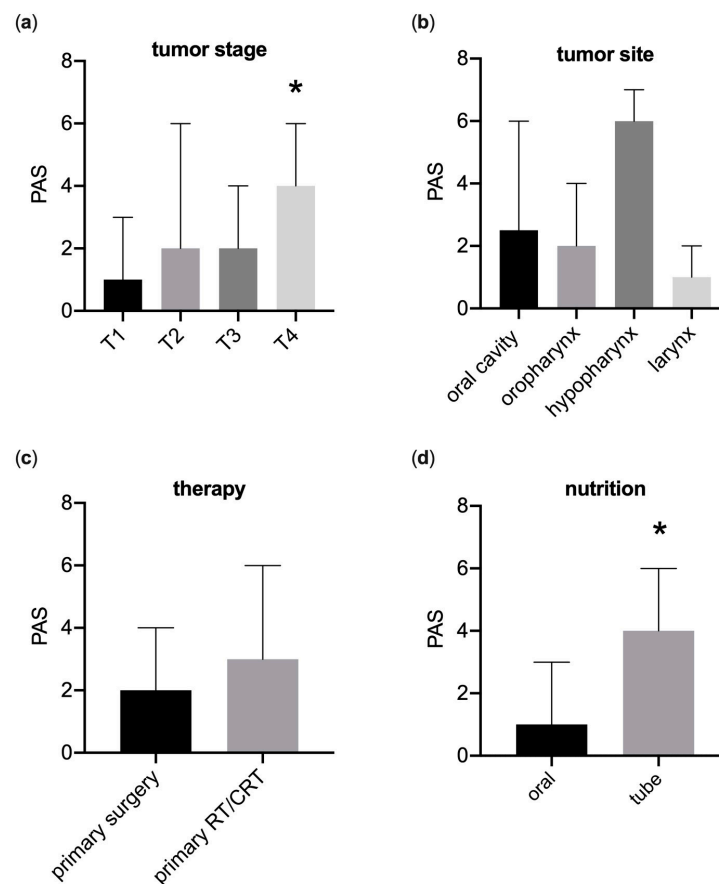 (a)
tumor stage
8
6
4
2
0
PAS
*
T1
T2
T3
T4
(b)
tumor site
8
6
4
2
0
PAS
oral cavity
oropharynx
hypopharynx
larynx
(c)
therapy
8
6
4
2
0
PAS
primary surgery
primary RT/CRT
(d)
nutrition
8
6
4
2
0
PAS
*
oral
tube